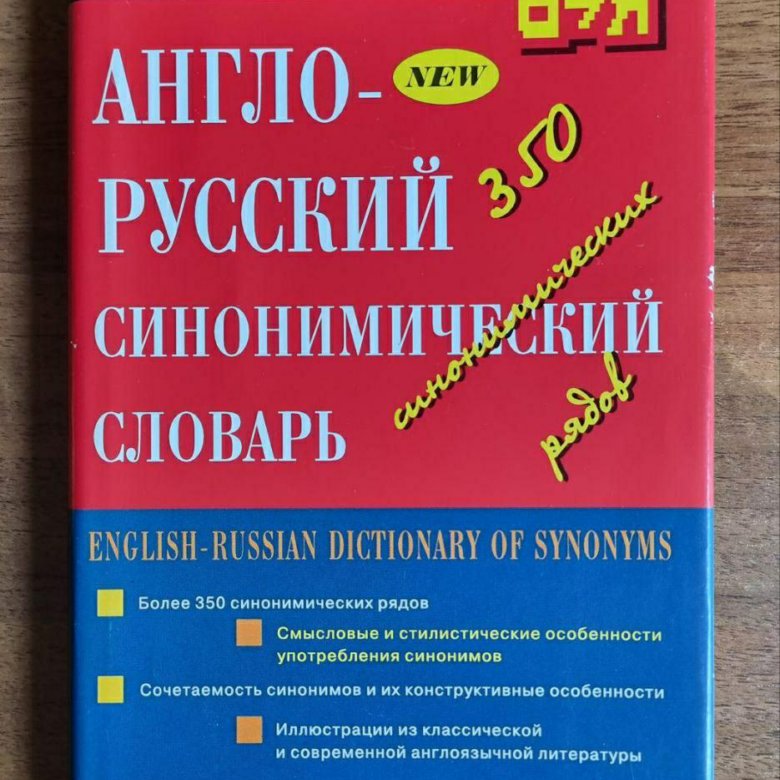 АНГЛО-
NEW
РУССКИЙ
350
синонимических
рядов
СИНОНИМИЧЕСКИЙ
СЛОВАРЬ
ENGLISH-RUSSIAN DICTIONARY OF SYNONYMS
Более 350 синонимических рядов
Смысловые и стилистические особенности
употребления синонимов
Сочетаемость синонимов и их конструктивные особенности
Иллюстрации из классической
и современной англоязычной литературы